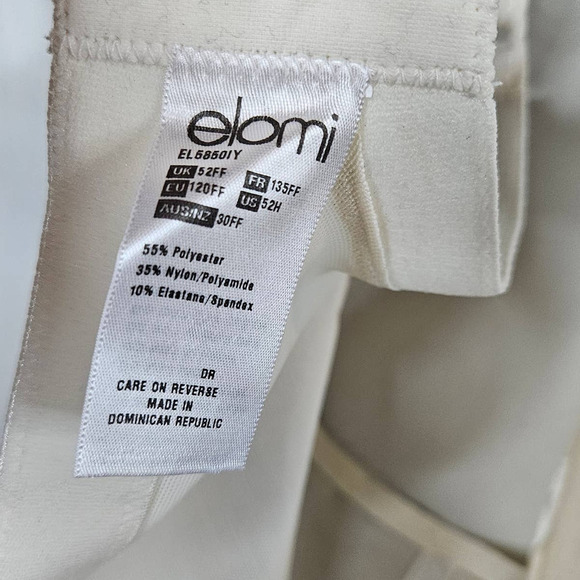 elomi
EL5850IY
UK 52FF FR 135FF
EU 120FF US 52H
AUS/NZ 30FF
55% Polyester
35% Nylon/Polyamide
10% Elastane/Spandex
DR
CARE ON REVERSE
MADE IN
DOMINICAN REPUBLIC